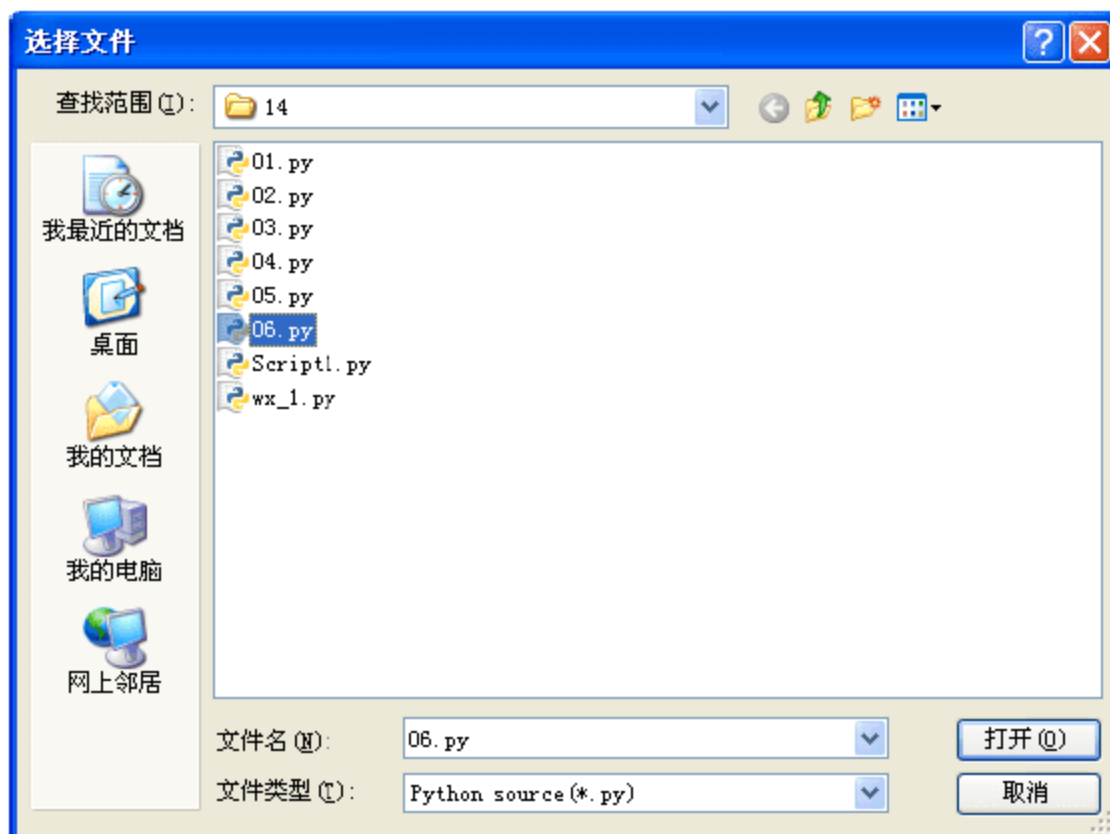 选择文件
查找范围(I):
14
我最近的文档
桌面
我的文档
我的电脑
网上邻居
01.py
02.py
03.py
04.py
05.py
06.py
Script1.py
wx_1.py
文件名(N):
06.py
打开(O)
文件类型(T):
Python source(*.py)
取消